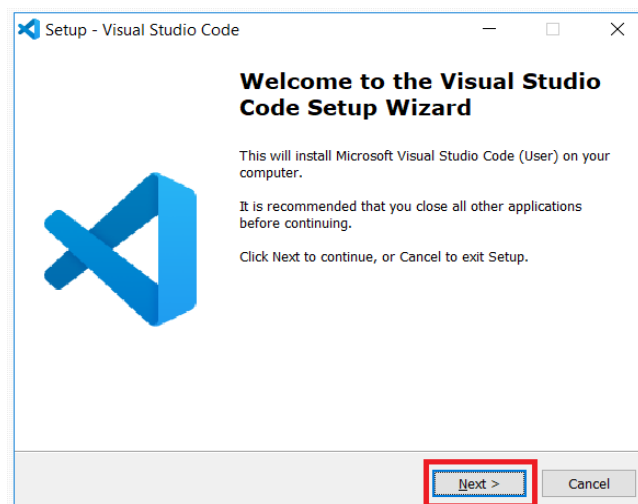 Setup - Visual Studio Code
Welcome to the Visual Studio
Code Setup Wizard
This will install Microsoft Visual Studio Code (User) on your
computer.
It is recommended that you close all other applications
before continuing.
Click Next to continue, or Cancel to exit Setup.
Next >
Cancel